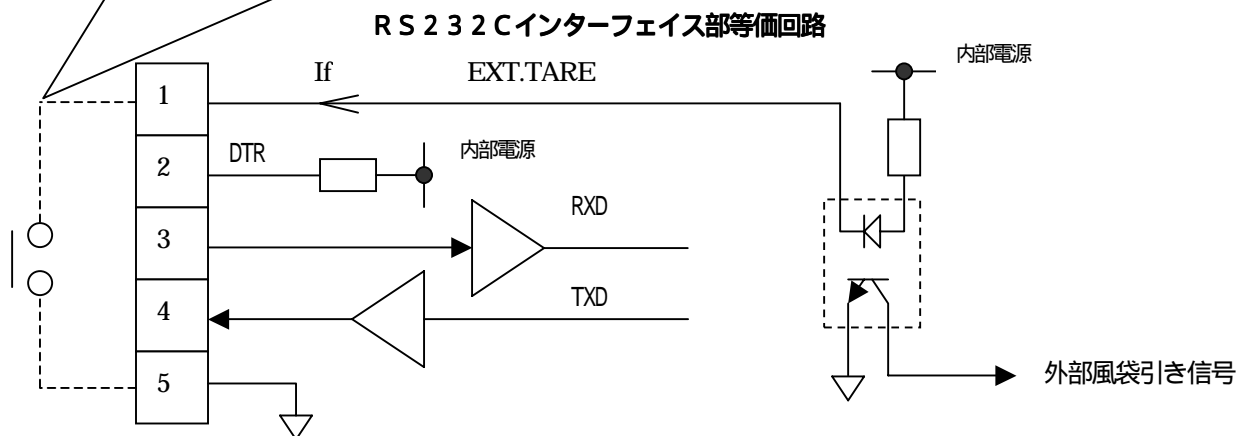 ＲＳ２３２Ｃインターフェイス部等価回路
内部電源
If EXT.TARE
1
2 DTR 内部電源
3 RXD
4 TXD
5
外部風袋引き信号